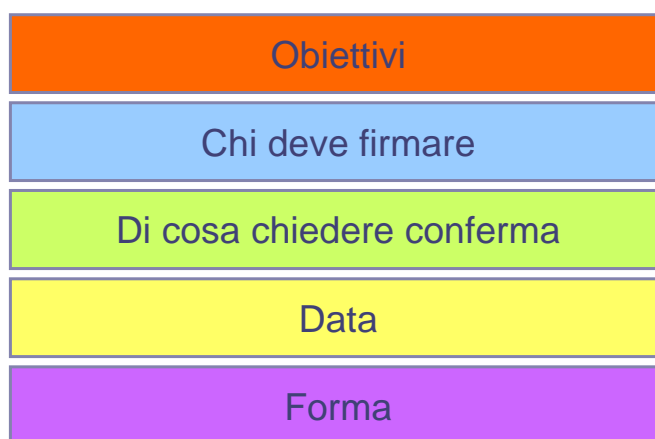 Obiettivi
Chi deve firmare
Di cosa chiedere conferma
Data
Forma